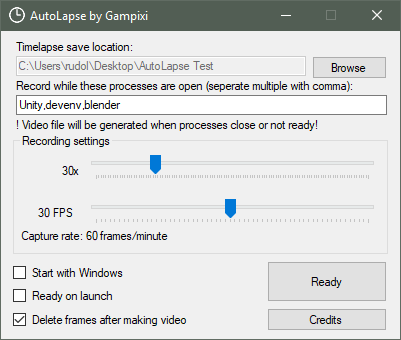 AutoLapse by Gampixi
Timelapse save location:
C:\Users\rudol\Desktop\AutoLapse Test
Browse
Record while these processes are open (seperate multiple with comma):
Unity,devenv,blender
! Video file will be generated when processes close or not ready!
Recording settings
30x
30 FPS
Capture rate: 60 frames/minute
Start with Windows
Ready on launch
Delete frames after making video
Ready
Credits